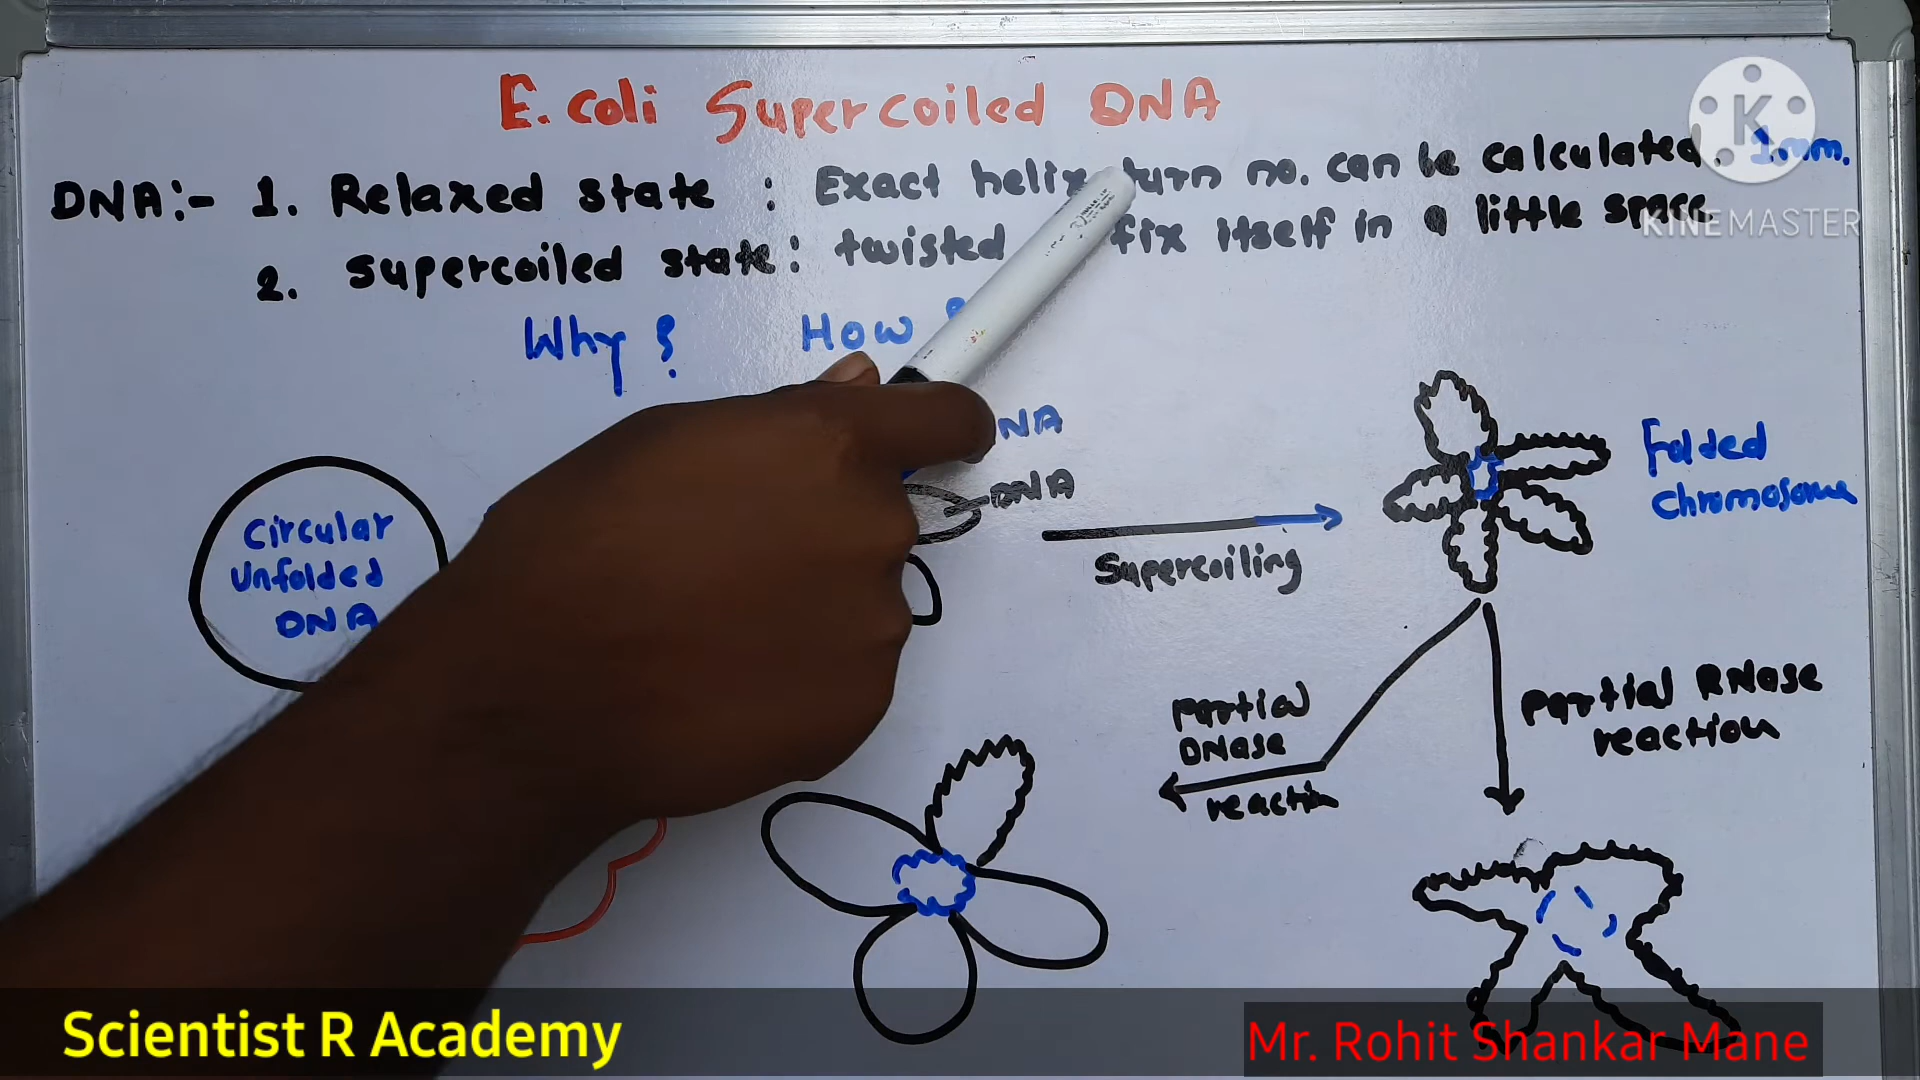 E. coli Supercoiled DNA
DNA:- 1. Relaxed state : Exact helix turn no. can be calculated. 1mm.
2. supercoiled state: twisted fix itself in a little space
Why ? How ?
K
KINEMASTER
NA
DNA
Supercoiling
Folded
chromosome
Circular
Unfolded
DNA
Partial
DNase
reaction
Partial RNase
reaction
Scientist R Academy
Mr. Rohit Shankar Mane